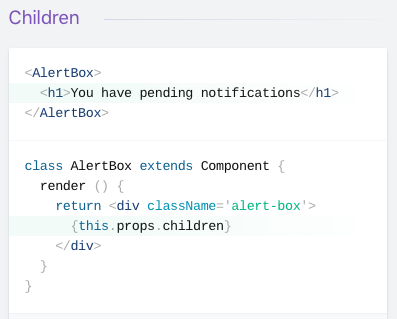 Children
<AlertBox>
  <h1>You have pending notifications</h1>
</AlertBox>
class AlertBox extends Component {
  render () {
    return <div className='alert-box'>
      {this.props.children}
    </div>
  }
}